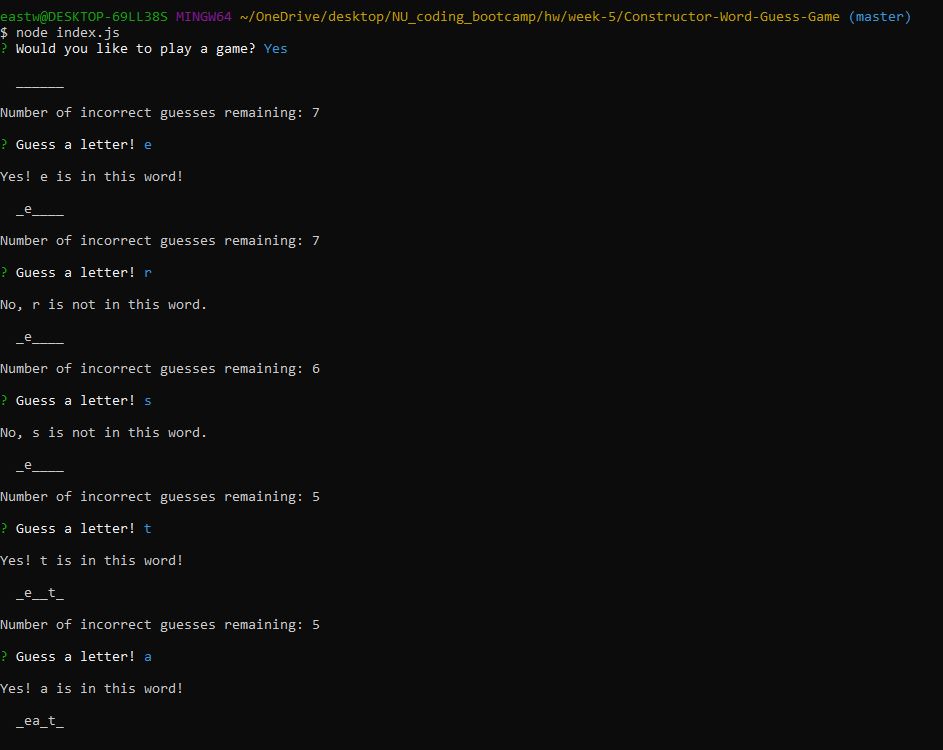 eastw@DESKTOP-69LL38S MINGW64 ~/OneDrive/desktop/NU_coding_bootcamp/hw/week-5/Constructor-Word-Guess-Game (master)
$ node index.js
? Would you like to play a game? Yes
______
Number of incorrect guesses remaining: 7
? Guess a letter! e
Yes! e is in this word!
_e____
Number of incorrect guesses remaining: 7
? Guess a letter! r
No, r is not in this word.
_e____
Number of incorrect guesses remaining: 6
? Guess a letter! s
No, s is not in this word.
_e____
Number of incorrect guesses remaining: 5
? Guess a letter! t
Yes! t is in this word!
_e__t_
Number of incorrect guesses remaining: 5
? Guess a letter! a
Yes! a is in this word!
_ea_t_